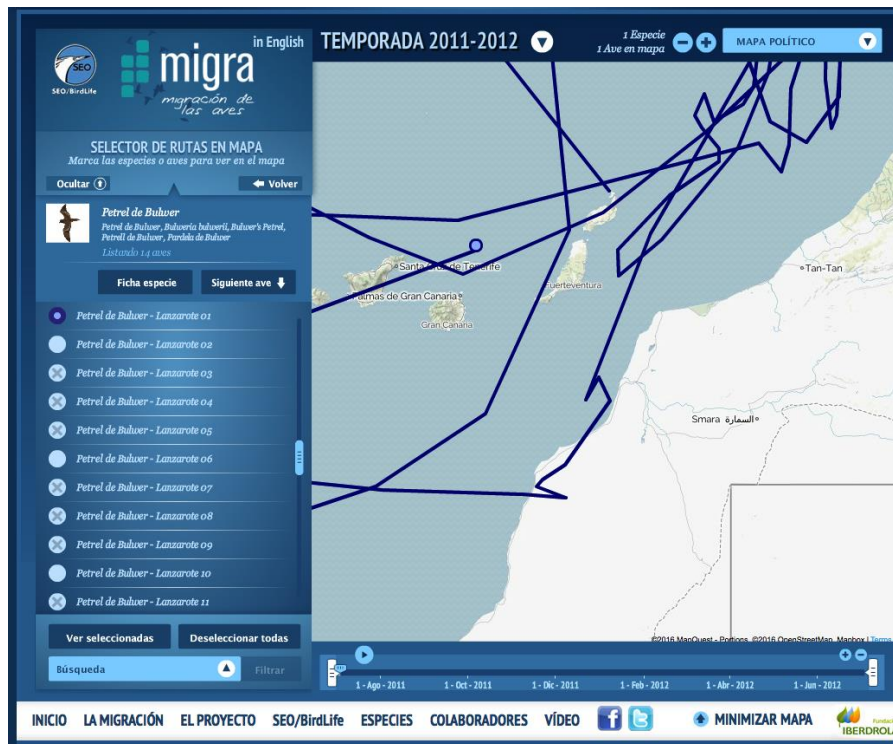 in English
SEO
SEO/BirdLife
migra
migración de
las aves
SELECTOR DE RUTAS EN MAPA
Marca las especies o aves para ver en el mapa
Ocultar
Volver
Petrel de Bulwer
Petrel de Bulwer, Bulweria bulwerii, Bulwer's Petrel,
Petrell de Bulwer, Pardela de Bulwer
Listando 14 aves
Ficha especie
Siguiente ave
Petrel de Bulwer - Lanzarote 01
Petrel de Bulwer - Lanzarote 02
Petrel de Bulwer - Lanzarote 03
Petrel de Bulwer - Lanzarote 04
Petrel de Bulwer - Lanzarote 05
Petrel de Bulwer - Lanzarote 06
Petrel de Bulwer - Lanzarote 07
Petrel de Bulwer - Lanzarote 08
Petrel de Bulwer - Lanzarote 09
Petrel de Bulwer - Lanzarote 10
Petrel de Bulwer - Lanzarote 11
Ver seleccionadas
Deseleccionar todas
Búsqueda
Filtrar
TEMPORADA 2011-2012
1 Especie
1 Ave en mapa
MAPA POLÍTICO
Santa Cruz de Tenerife
Palmas de Gran Canaria
Gran Canaria
Fuerteventura
Tan-Tan
Smara السمارة
©2016 MapQuest - Portions, ©2016 OpenStreetMap, Mapbox | Terms
1 - Ago - 2011
1 - Oct - 2011
1 - Dic - 2011
1 - Feb - 2012
1 - Abr - 2012
1 - Jun - 2012
INICIO LA MIGRACIÓN EL PROYECTO SEO/BirdLife ESPECIES COLABORADORES VÍDEO MINIMIZAR MAPA
IBERDROL